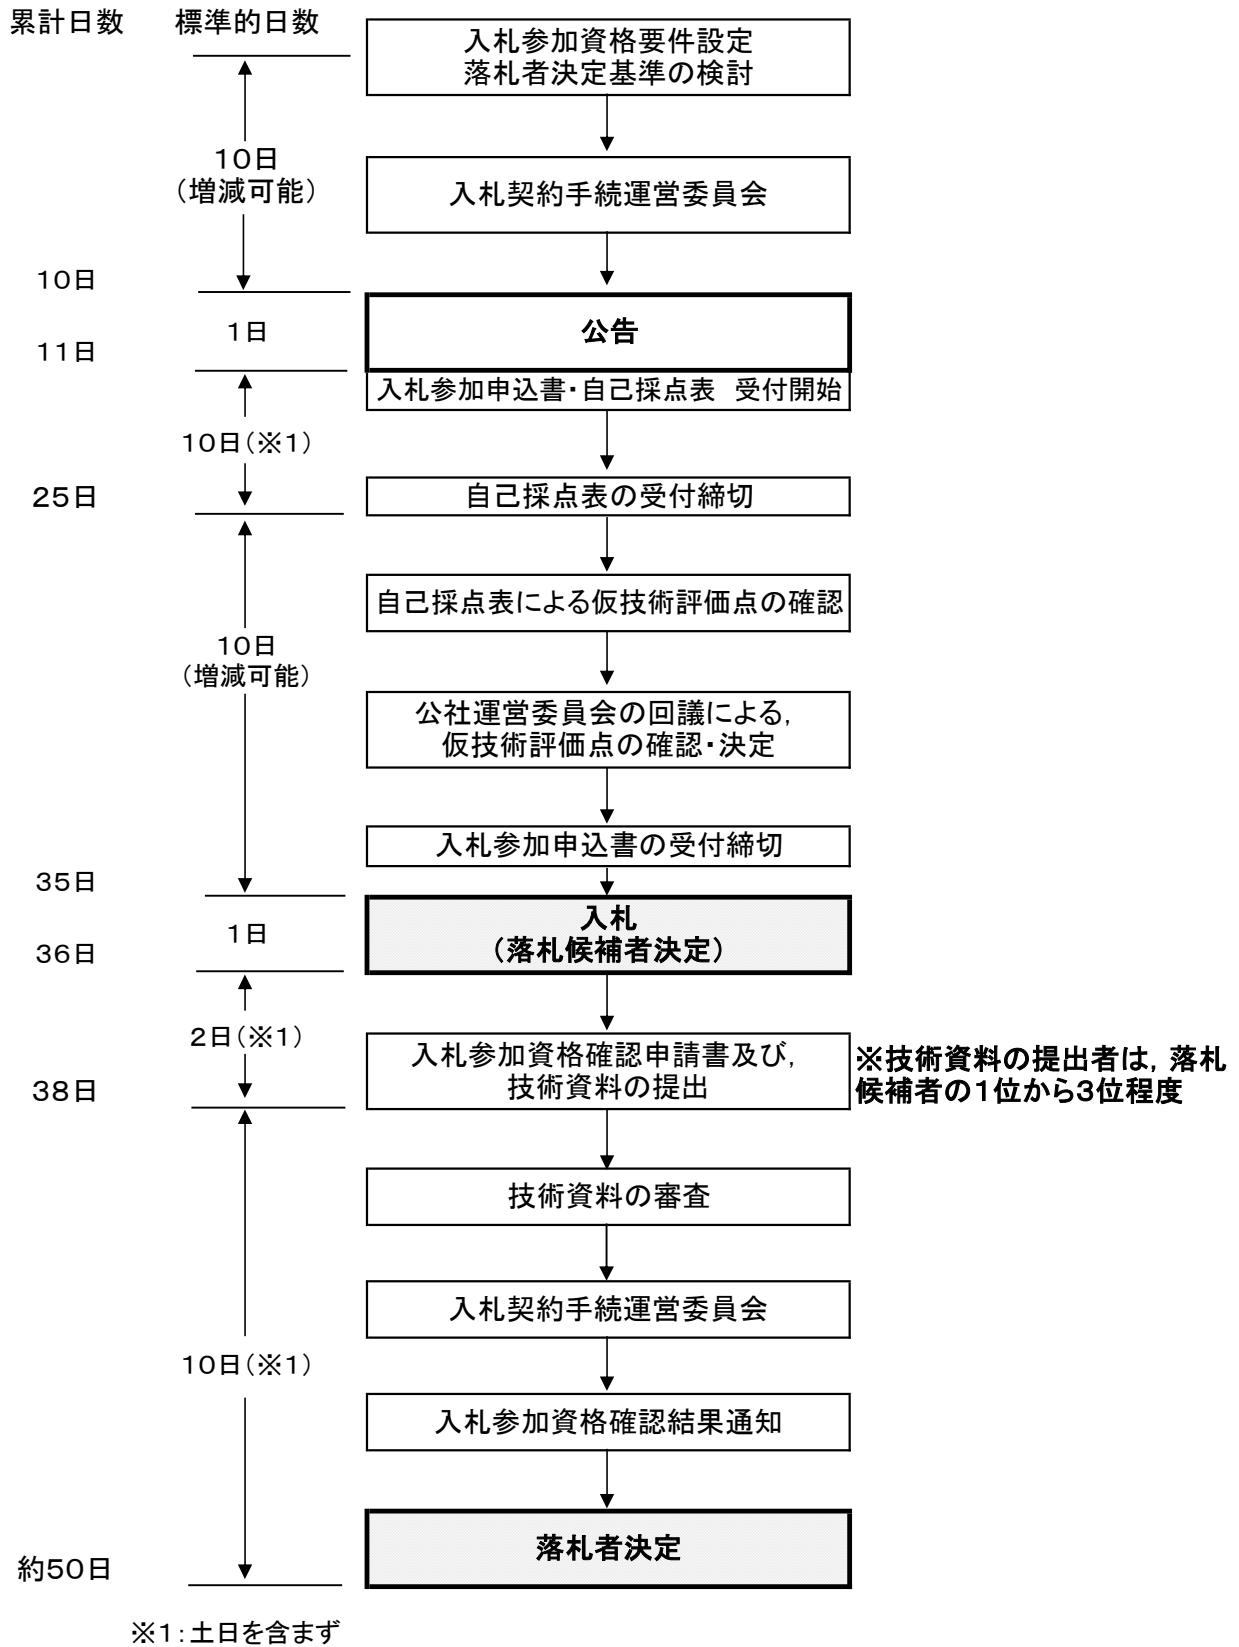 累計日数　標準的日数
入札参加資格要件設定
落札者決定基準の検討
10日
（増減可能）
入札契約手続運営委員会
10日
公告
1日
11日
入札参加申込書・自己採点表　受付開始
10日（※1）
25日
自己採点表の受付締切
自己採点表による仮技術評価点の確認
10日
（増減可能）
公社運営委員会の回議による，
仮技術評価点の確認・決定
入札参加申込書の受付締切
35日
入札
（落札候補者決定）
1日
36日
2日（※1）
入札参加資格確認申請書及び，
技術資料の提出
※技術資料の提出者は，落札
候補者の1位から3位程度
38日
技術資料の審査
入札契約手続運営委員会
10日（※1）
入札参加資格確認結果通知
落札者決定
約50日
※1：土日を含まず